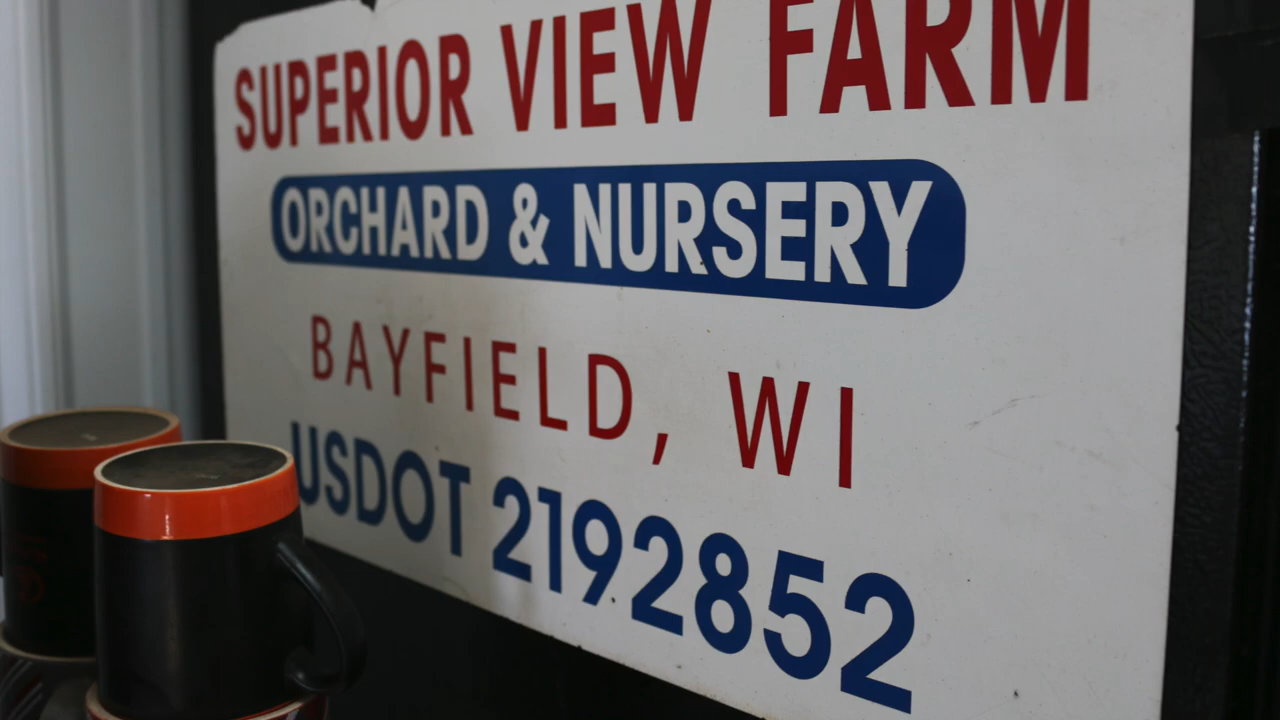 SUPERIOR VIEW FARM
ORCHARD & NURSERY
BAYFIELD, WI
USDOT 2192852